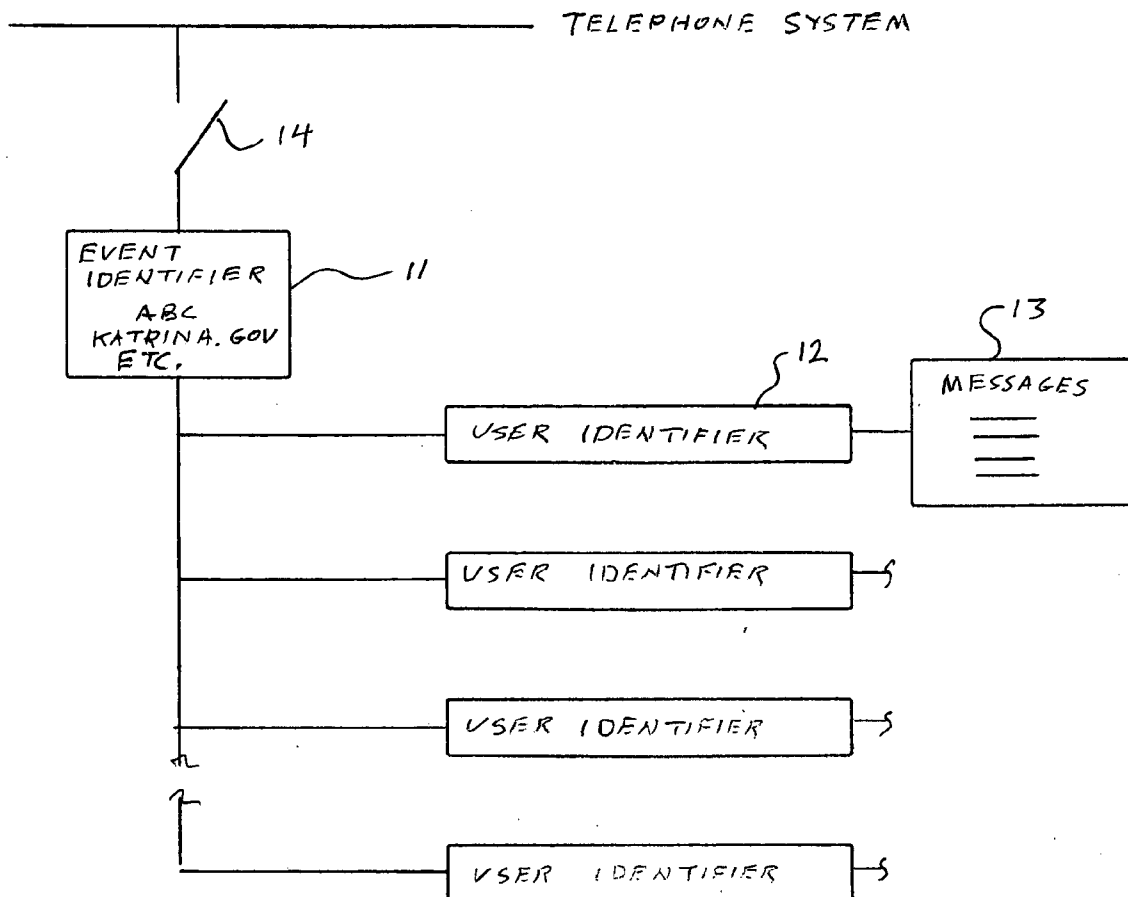 TELEPHONE SYSTEM
14
EVENT
IDENTIFIER
ABC
KATRINA.GOV
ETC.
11
13
12
MESSAGES
USER IDENTIFIER
USER IDENTIFIER
USER IDENTIFIER
USER IDENTIFIER